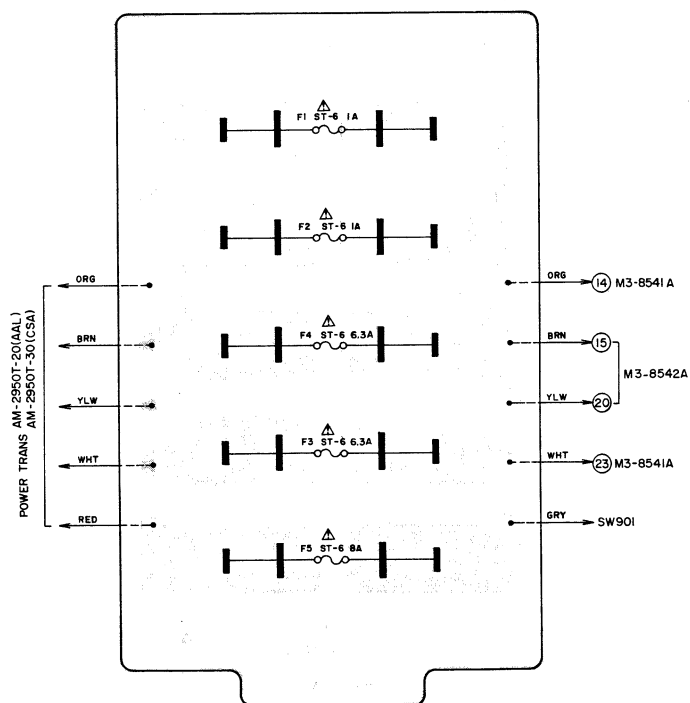 F1 ST-6 1A
F2 ST-6 1A
ORG
ORG 14 M3-8541A
F4 ST-6 6.3A
BRN
BRN 15
M3-8542A
YLW
YLW 20
F3 ST-6 6.3A
WHT
WHT 23 M3-8541A
RED
GRY SW901
F5 ST-6 8A
POWER TRANS AM-2950T-20(AAL)
AM-2950T-30(CSA)